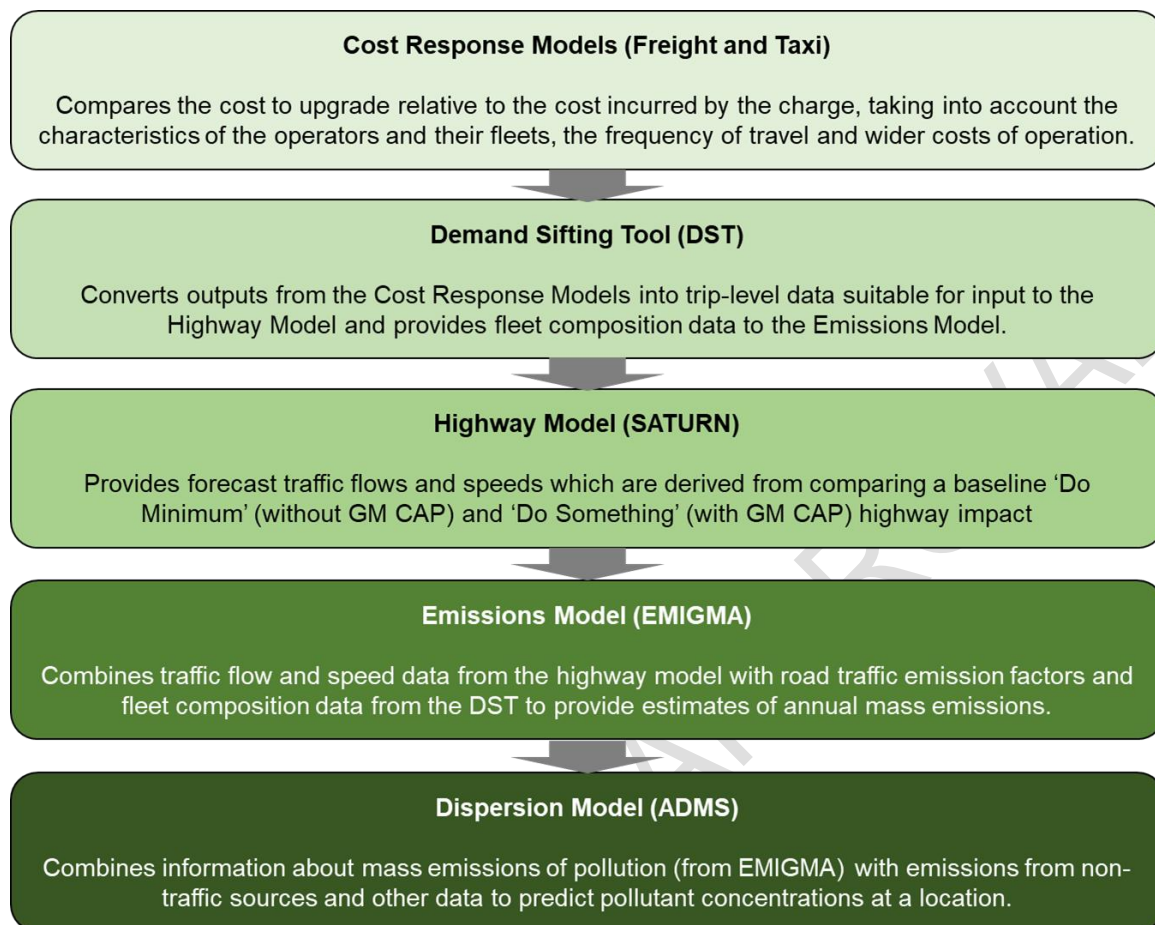 Cost Response Models (Freight and Taxi)
Compares the cost to upgrade relative to the cost incurred by the charge, taking into account the
characteristics of the operators and their fleets, the frequency of travel and wider costs of operation.
Demand Sifting Tool (DST)
Converts outputs from the Cost Response Models into trip-level data suitable for input to the
Highway Model and provides fleet composition data to the Emissions Model.
Highway Model (SATURN)
Provides forecast traffic flows and speeds which are derived from comparing a baseline ‘Do
Minimum’ (without GM CAP) and ‘Do Something’ (with GM CAP) highway impact
Emissions Model (EMIGMA)
Combines traffic flow and speed data from the highway model with road traffic emission factors and
fleet composition data from the DST to provide estimates of annual mass emissions.
Dispersion Model (ADMS)
Combines information about mass emissions of pollution (from EMIGMA) with emissions from non-
traffic sources and other data to predict pollutant concentrations at a location.